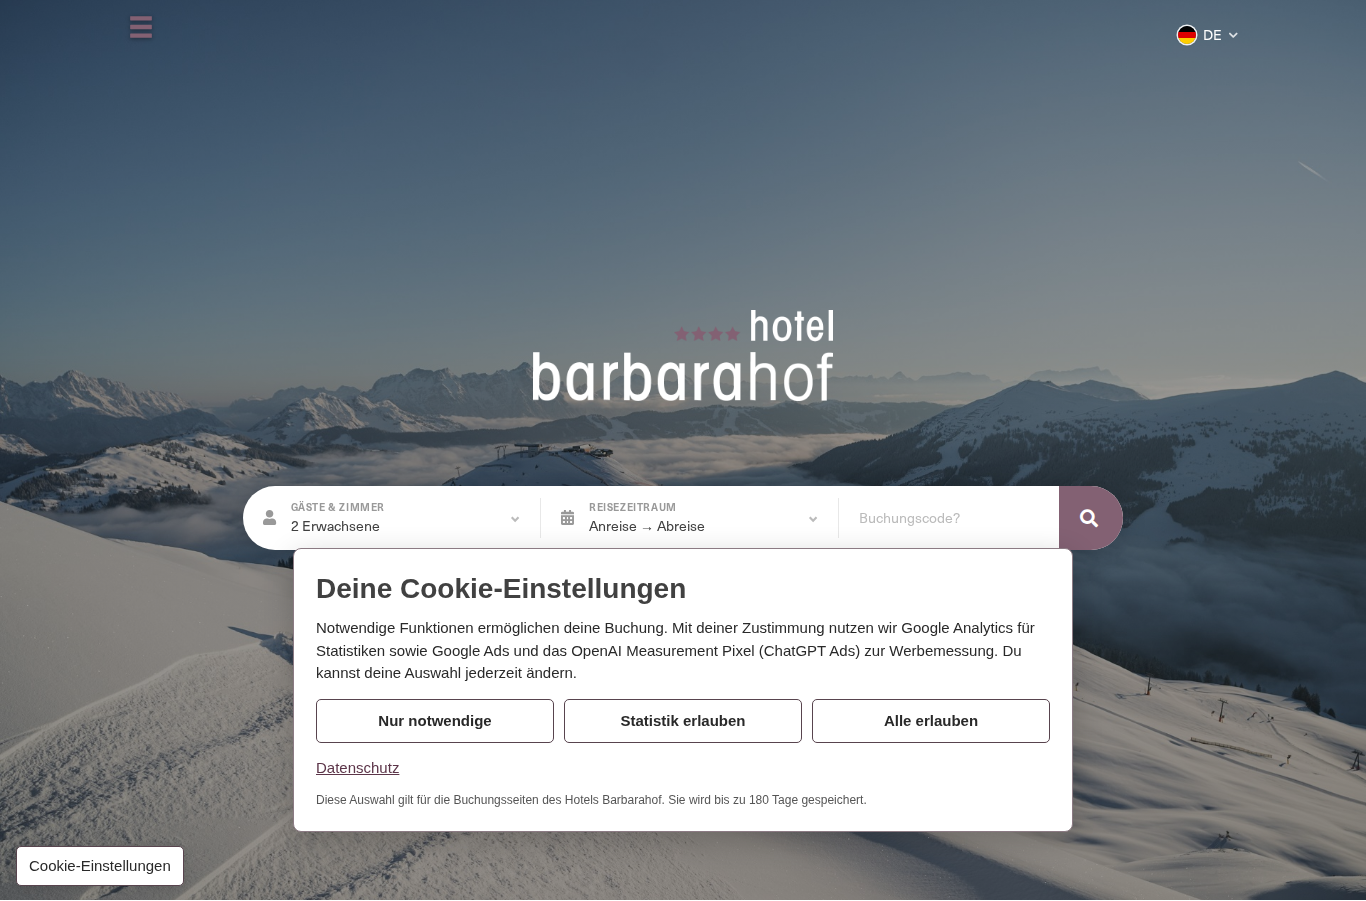 DE
hotel
barbarahof
GÄSTE & ZIMMER
2 Erwachsene
REISEZEITRAUM
Anreise → Abreise
Buchungscode?
Deine Cookie-Einstellungen
Notwendige Funktionen ermöglichen deine Buchung. Mit deiner Zustimmung nutzen wir Google Analytics für
Statistiken sowie Google Ads und das OpenAI Measurement Pixel (ChatGPT Ads) zur Werbemessung. Du
kannst deine Auswahl jederzeit ändern.
Nur notwendige
Statistik erlauben
Alle erlauben
Datenschutz
Diese Auswahl gilt für die Buchungsseiten des Hotels Barbarahof. Sie wird bis zu 180 Tage gespeichert.
Cookie-Einstellungen